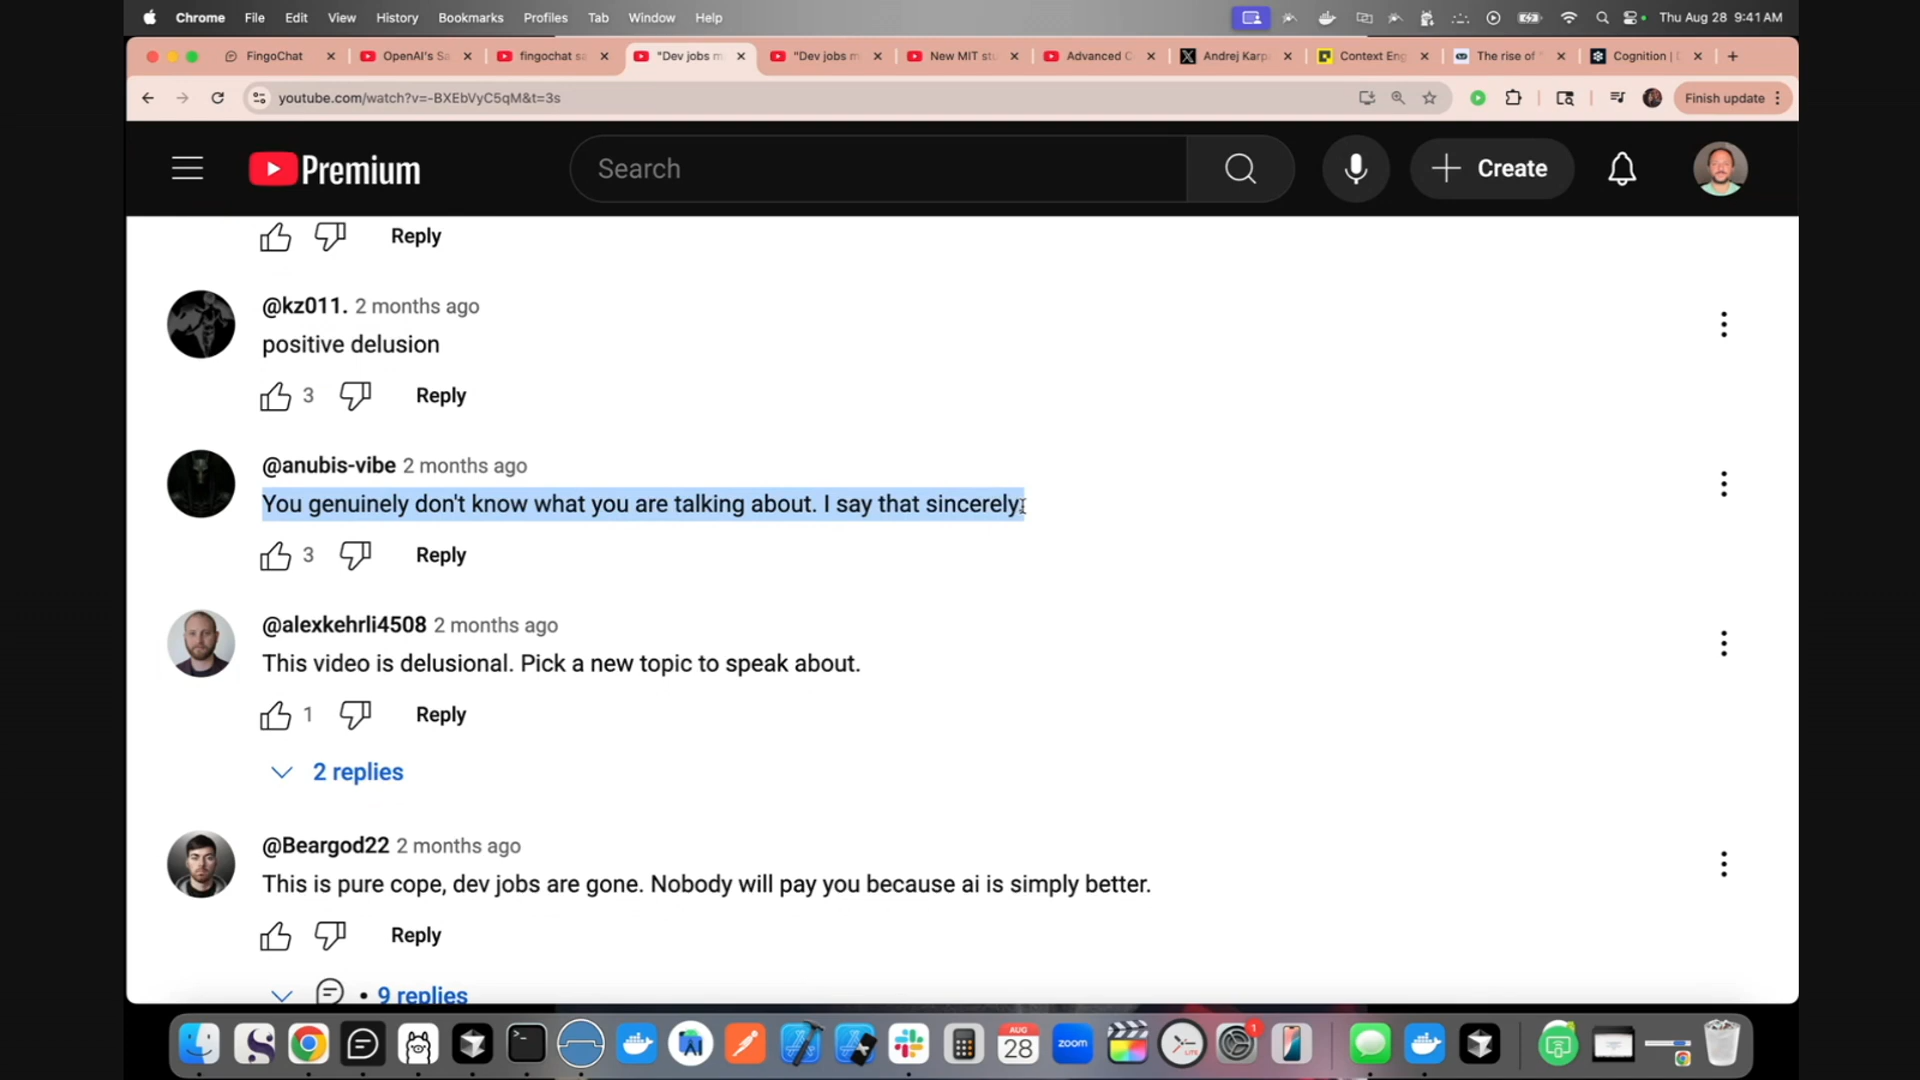 Chrome File Edit View History Bookmarks Profiles Tab Window Help Thu Aug 28 9:41 AM
FingoChat OpenAI's Sa fingochat sa "Dev jobs m "Dev jobs m New MIT stu Advanced C Andrej Karp Context Eng The rise of Cognition |
youtube.com/watch?v=-BXEbVyC5qM&t=3s Finish update
Premium Search Create
Reply
@kz011. 2 months ago
positive delusion
3 Reply
@anubis-vibe 2 months ago
You genuinely don't know what you are talking about. I say that sincerely.
3 Reply
@alexkehrli4508 2 months ago
This video is delusional. Pick a new topic to speak about.
1 Reply
2 replies
@Beargod22 2 months ago
This is pure cope, dev jobs are gone. Nobody will pay you because ai is simply better.
Reply
• 9 replies
AUG
28
zoom
LITE
1